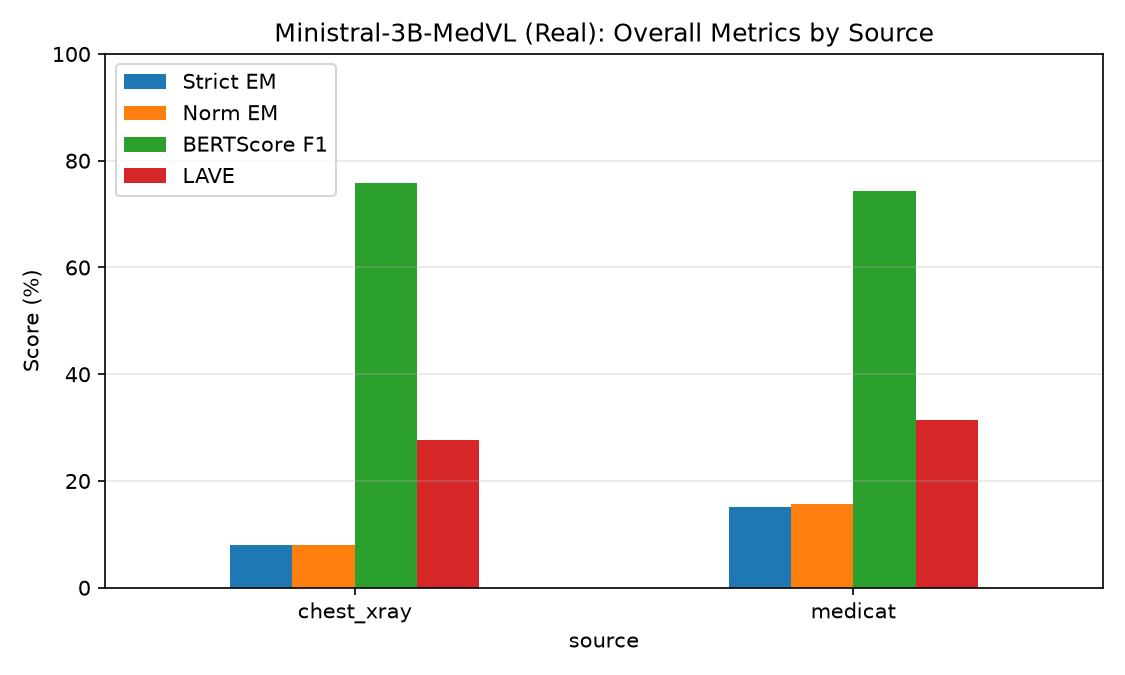 Ministral-3B-MedVL (Real): Overall Metrics by Source
100
80
60
40
20
0
Score (%)
Strict EM
Norm EM
BERTScore F1
LAVE
chest_xray
medicat
source